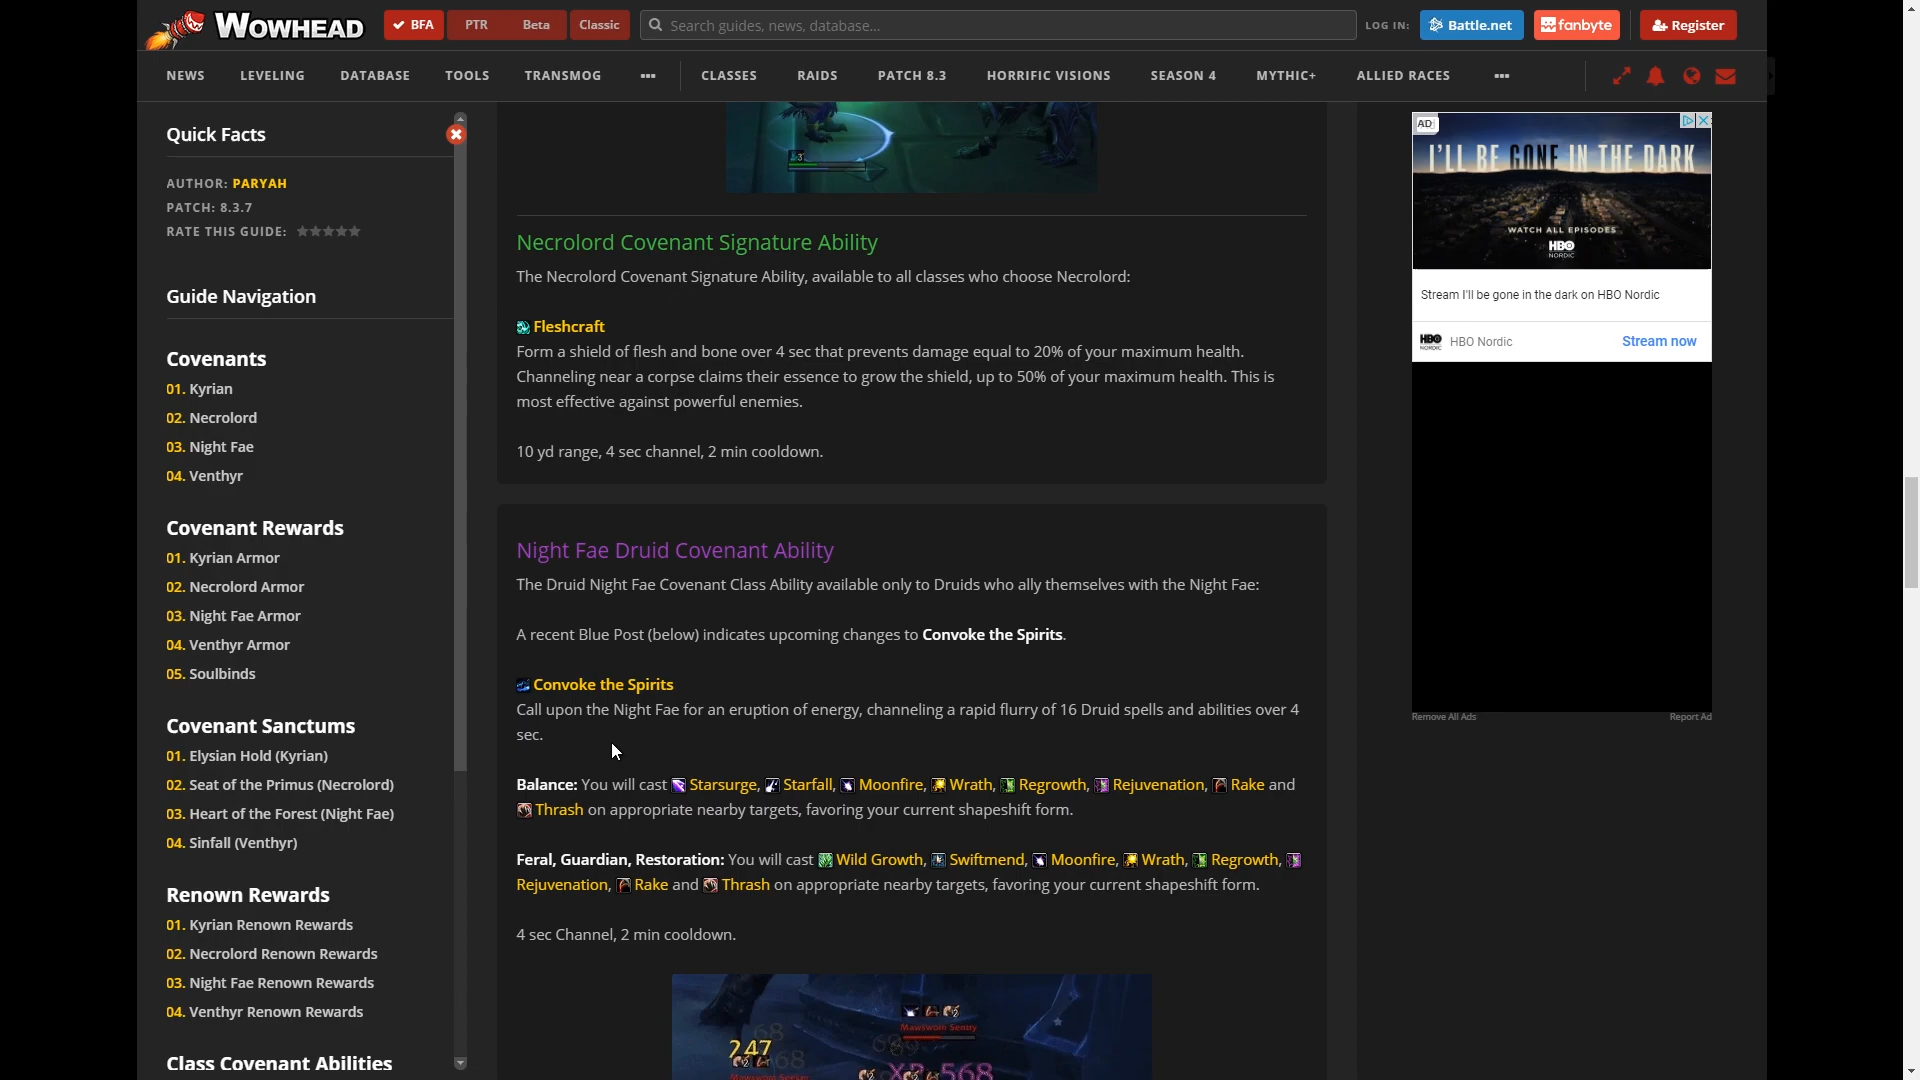 WOWHEAD
BFA PTR Beta Classic
Search guides, news, database...
LOG IN: Battle.net fanbyte Register
NEWS LEVELING DATABASE TOOLS TRANSMOG ••• CLASSES RAIDS PATCH 8.3 HORRIFIC VISIONS SEASON 4 MYTHIC+ ALLIED RACES •••
Quick Facts
AUTHOR: PARYAH
PATCH: 8.3.7
RATE THIS GUIDE:
Guide Navigation
Covenants
01. Kyrian
02. Necrolord
03. Night Fae
04. Venthyr
Covenant Rewards
01. Kyrian Armor
02. Necrolord Armor
03. Night Fae Armor
04. Venthyr Armor
05. Soulbinds
Covenant Sanctums
01. Elysian Hold (Kyrian)
02. Seat of the Primus (Necrolord)
03. Heart of the Forest (Night Fae)
04. Sinfall (Venthyr)
Renown Rewards
01. Kyrian Renown Rewards
02. Necrolord Renown Rewards
03. Night Fae Renown Rewards
04. Venthyr Renown Rewards
Class Covenant Abilities
3
Necrolord Covenant Signature Ability
The Necrolord Covenant Signature Ability, available to all classes who choose Necrolord:
Fleshcraft
Form a shield of flesh and bone over 4 sec that prevents damage equal to 20% of your maximum health.
Channeling near a corpse claims their essence to grow the shield, up to 50% of your maximum health. This is
most effective against powerful enemies.
10 yd range, 4 sec channel, 2 min cooldown.
Night Fae Druid Covenant Ability
The Druid Night Fae Covenant Class Ability available only to Druids who ally themselves with the Night Fae:
A recent Blue Post (below) indicates upcoming changes to Convoke the Spirits.
Convoke the Spirits
Call upon the Night Fae for an eruption of energy, channeling a rapid flurry of 16 Druid spells and abilities over 4
sec.
Balance: You will cast Starsurge, Starfall, Moonfire, Wrath, Regrowth, Rejuvenation, Rake and
Thrash on appropriate nearby targets, favoring your current shapeshift form.
Feral, Guardian, Restoration: You will cast Wild Growth, Swiftmend, Moonfire, Wrath, Regrowth,
Rejuvenation, Rake and Thrash on appropriate nearby targets, favoring your current shapeshift form.
4 sec Channel, 2 min cooldown.
Mawsworn Sentry
68
247
68
XP: 568
Mawsworn Seeker
AD
I'LL BE GONE IN THE DARK
WATCH ALL EPISODES
HBO
NORDIC
Stream I'll be gone in the dark on HBO Nordic
HBO NORDIC HBO Nordic Stream now
Remove All Ads Report Ad